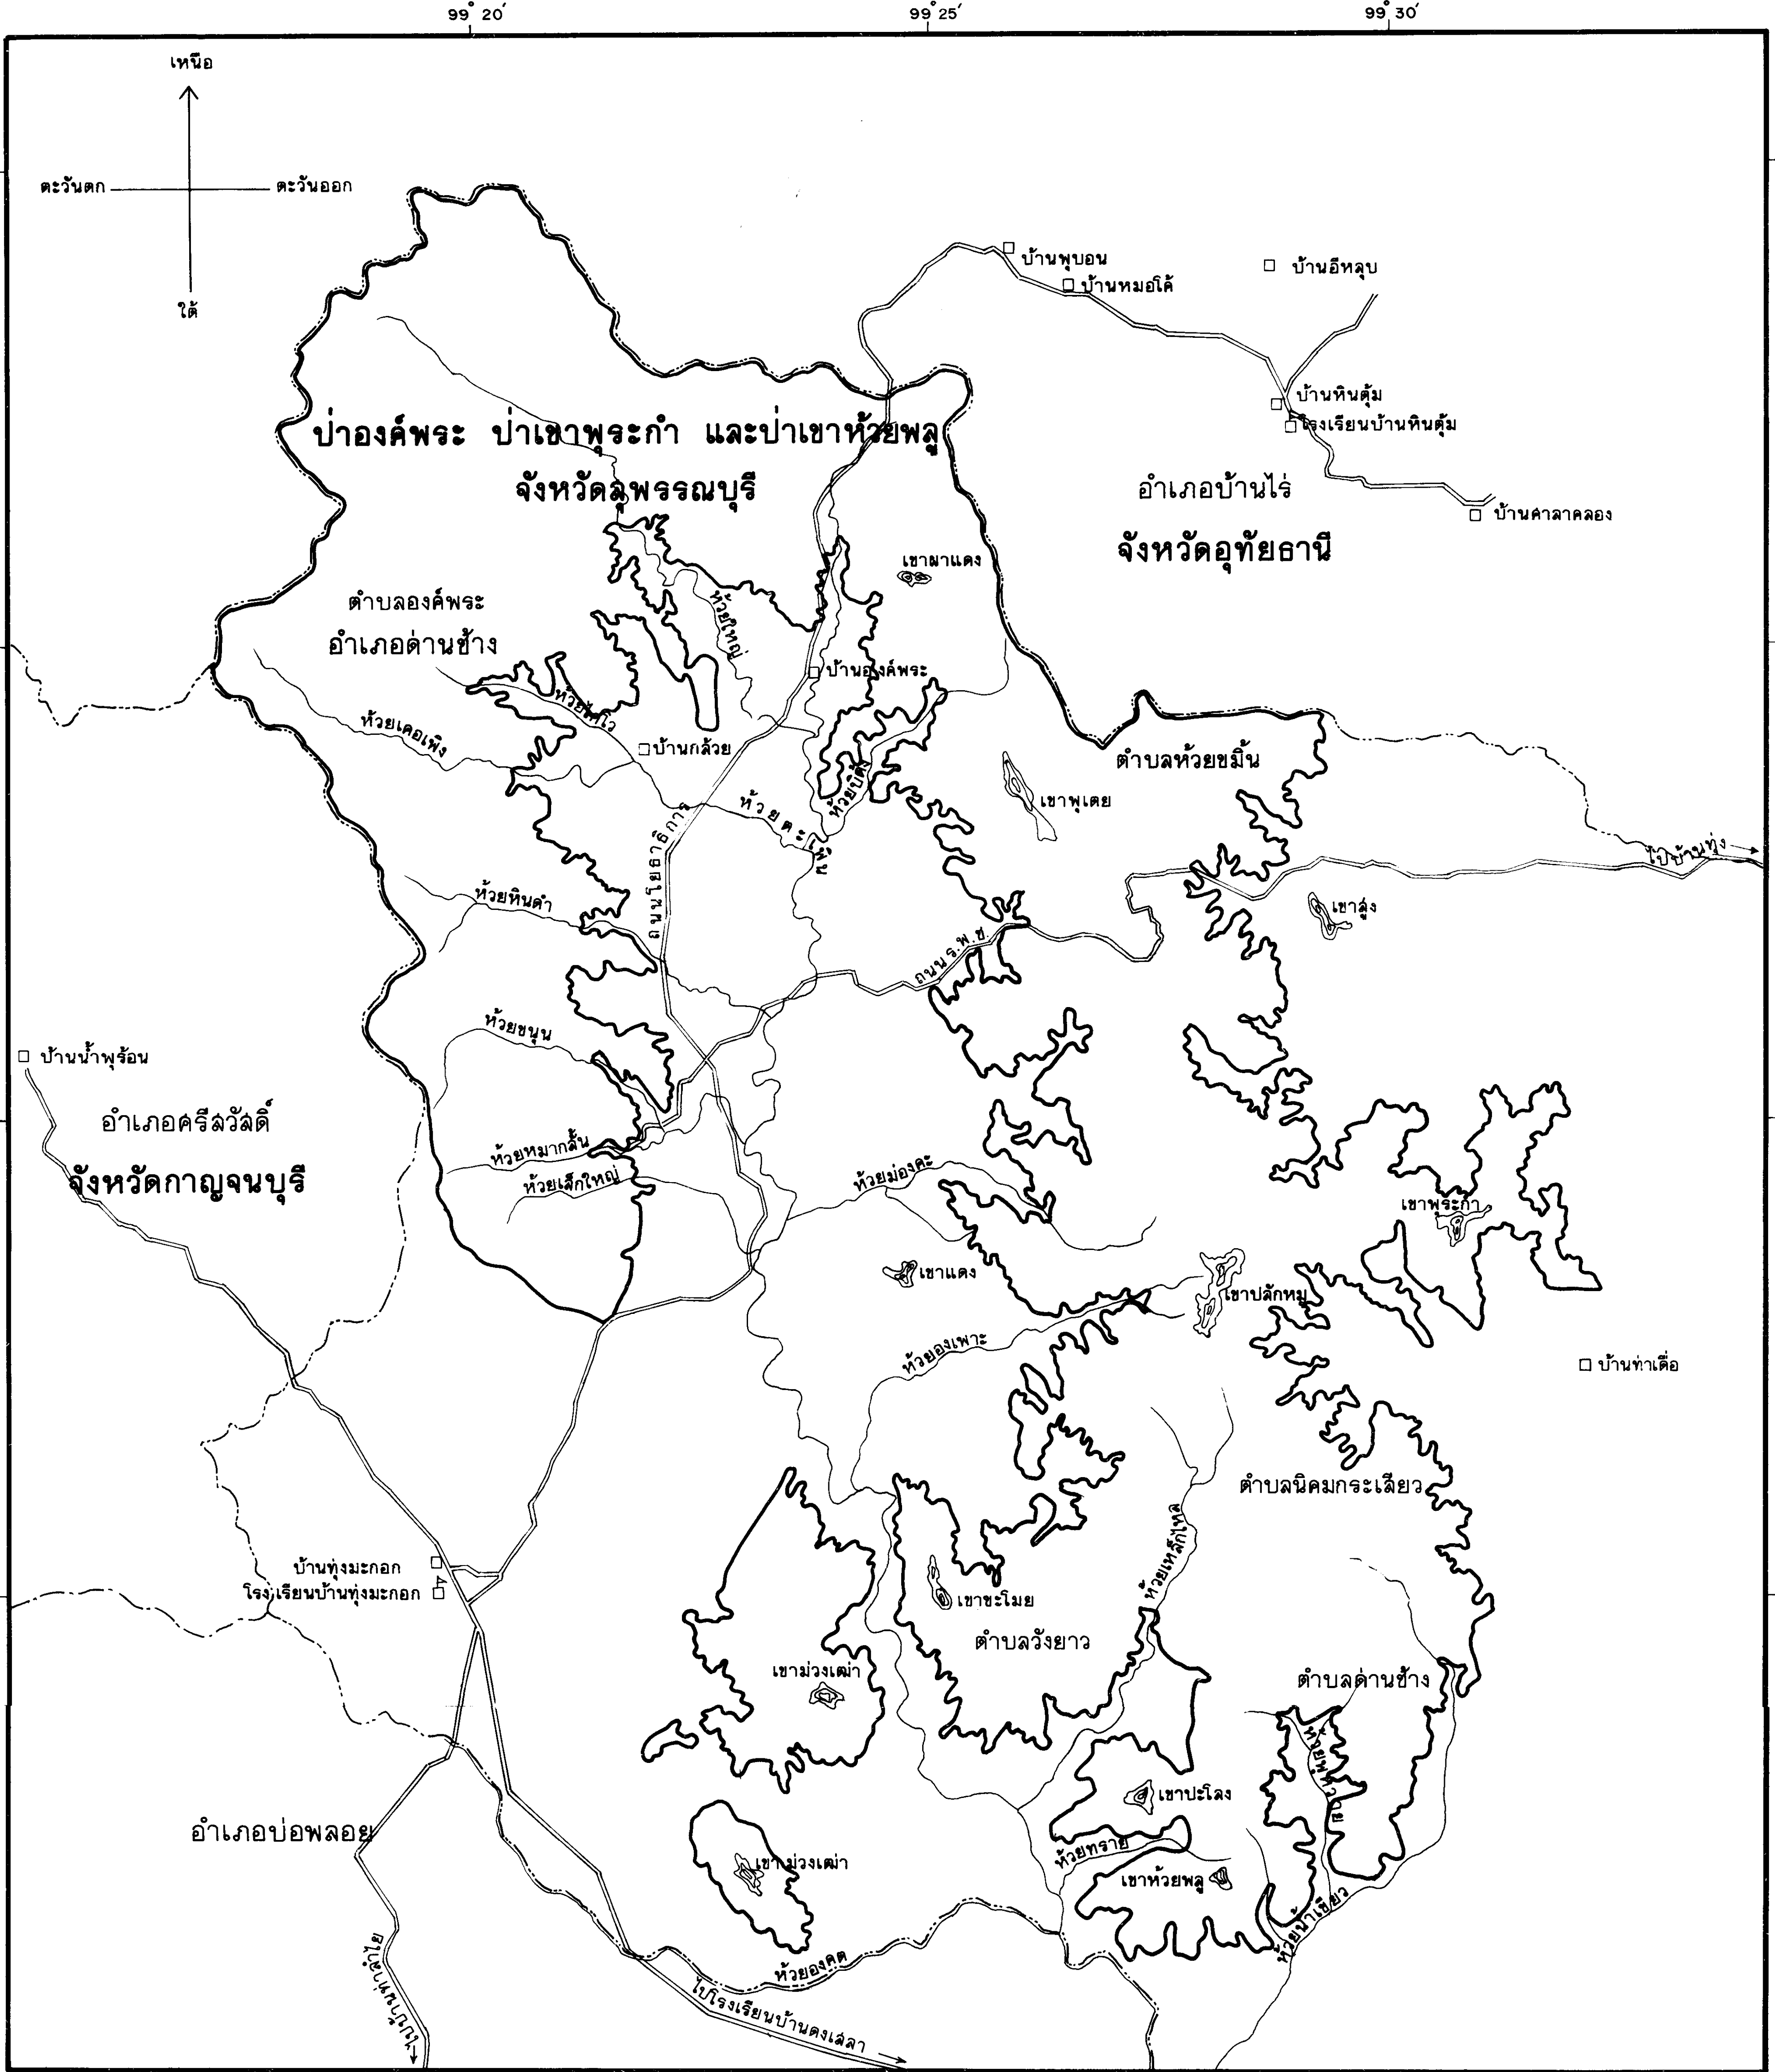 99° 20′
99° 25′
99° 30′
เหนือ
ตะวันตก
ตะวันออก
ใต้
บ้านพุบอน
บ้านหมอโค้
บ้านอีหลุบ
บ้านหินตุ้ม
โรงเรียนบ้านหินตุ้ม
บ้านศาลาคลอง
ป่าองค์พระ ป่าเขาพุระกำ และป่าเขาห้วยพลู
จังหวัดสุพรรณบุรี
อำเภอบ้านไร่
จังหวัดอุทัยธานี
เขาผาแดง
ตำบลองค์พระ
อำเภอด่านช้าง
ห้วยใหญ่
บ้านองค์พระ
ห้วยเคอเพิง
บ้านกล้วย
ตำบลห้วยขมิ้น
เขาพุเตย
ถนนโยธาธิการ
ไปบ้านทุ่ง
ห้วยหินดำ
เขาสูง
ถนน ร.พ.ช.
ห้วยขนุน
บ้านน้ำพุร้อน
อำเภอศรีสวัสดิ์
จังหวัดกาญจนบุรี
ห้วยหมากลั้น
ห้วยเล็กใหญ่
ห้วยม่องคะ
เขาพุระกำ
เขาแดง
เขาปลักหมู
ห้วยองเพาะ
บ้านท่าเดื่อ
ตำบลนิคมกระเสียว
ห้วยเหล็กไหล
บ้านทุ่งมะกอก
โรงเรียนบ้านทุ่งมะกอก
เขาขะโมย
ตำบลวังยาว
เขาม่วงเฒ่า
ตำบลด่านช้าง
เขาปะโลง
อำเภอบ่อพลอย
ห้วยทราย
เขาม่วงเฒ่า
เขาห้วยพลู
ห้วยน้ำเขียว
ห้วยองคต
ไปโรงเรียนบ้านดงเสลา